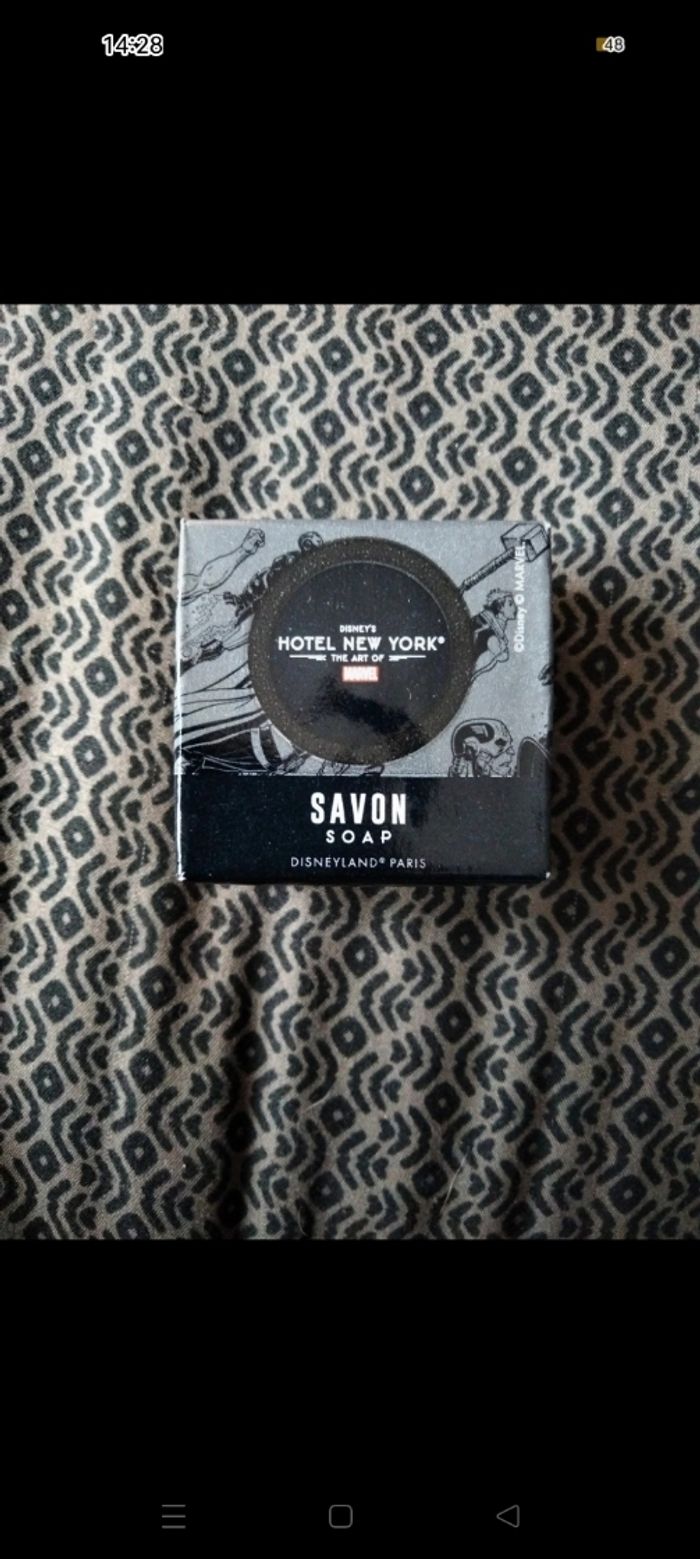 14:28
48
DISNEY'S
HOTEL NEW YORK®
THE ART OF
MARVEL
©Disney © MARVEL
SAVON
SOAP
DISNEYLAND® PARIS